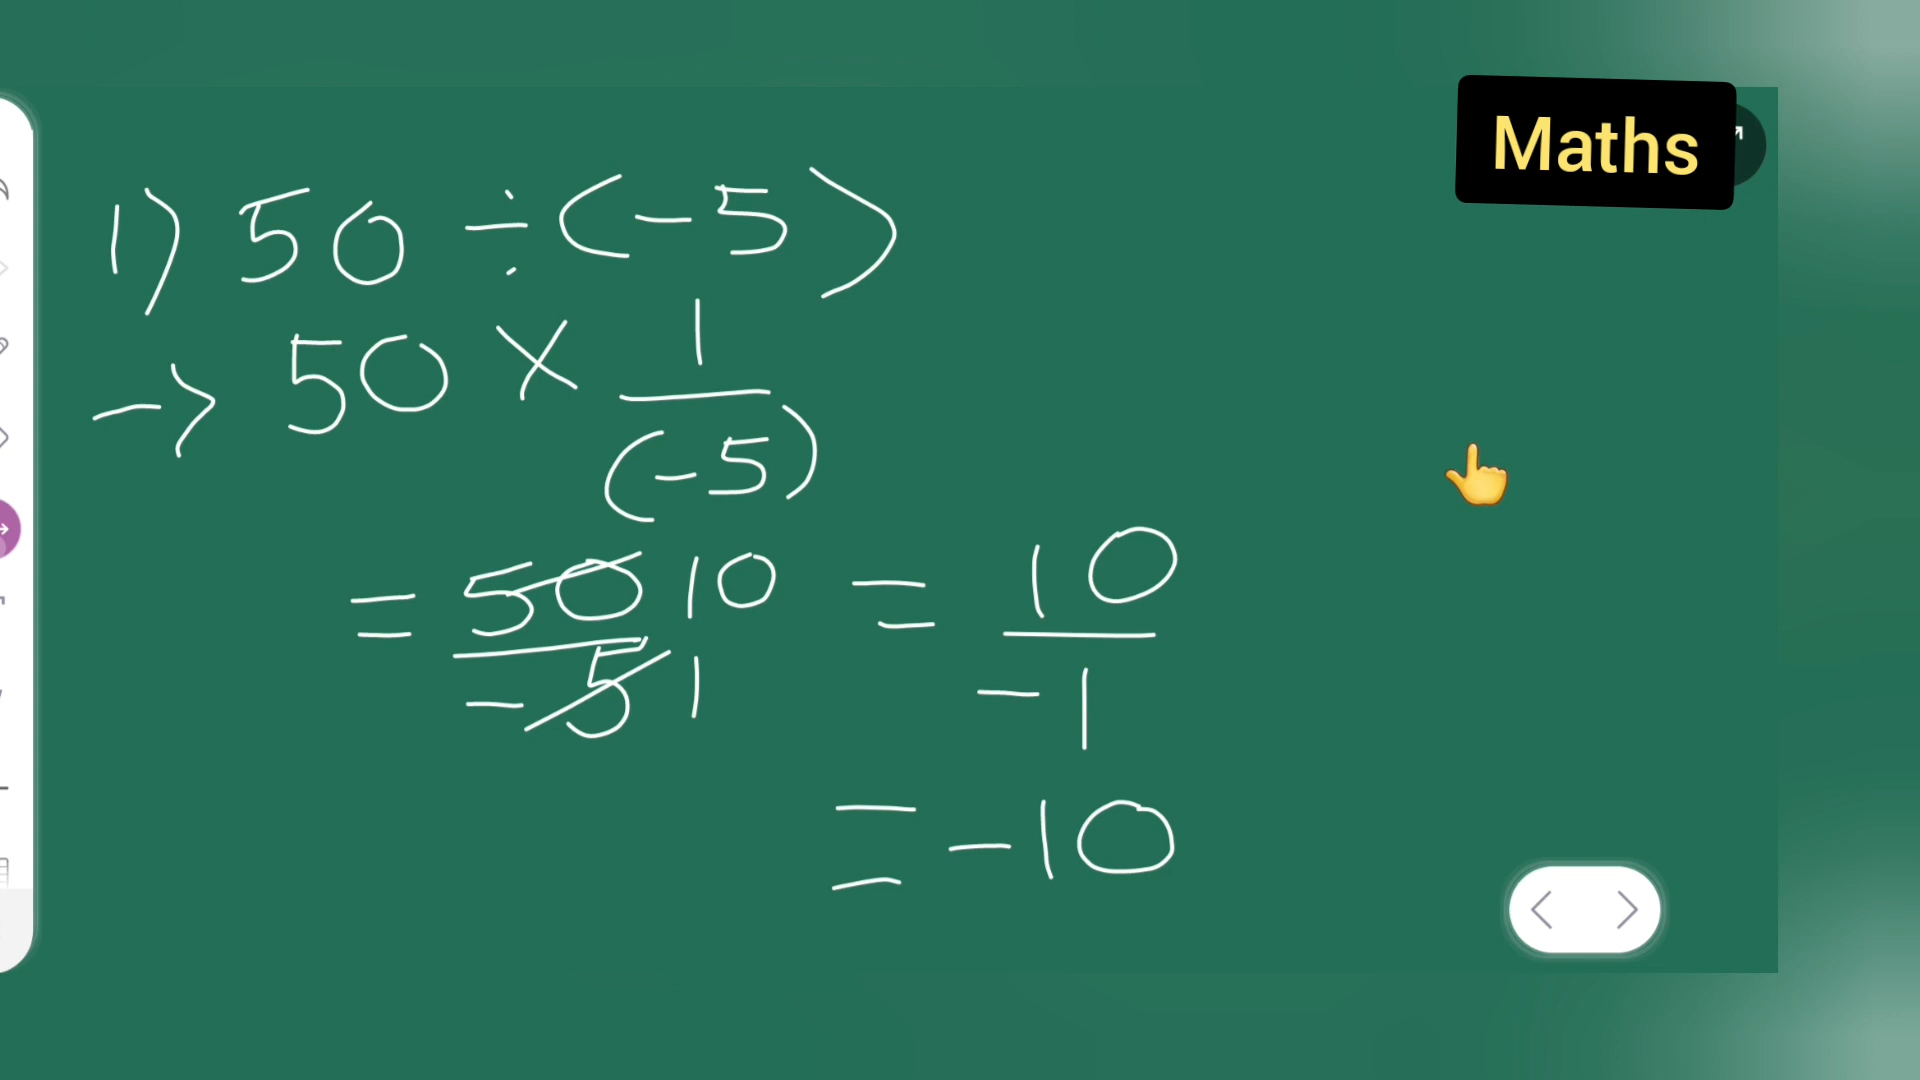 Maths
1) 50 ÷ (-5)
→ 50 × 1/(-5)
= 50 10 / -5 1 = 10/-1
= -10